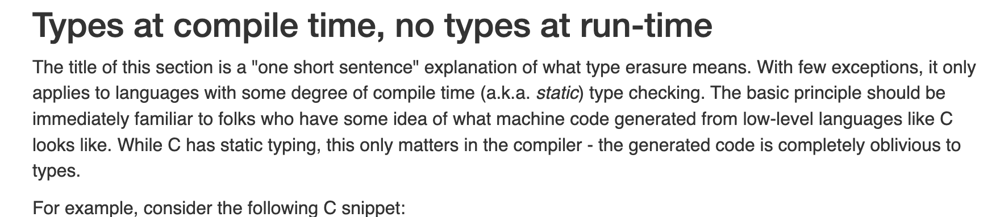 Types at compile time, no types at run-time
The title of this section is a "one short sentence" explanation of what type erasure means. With few exceptions, it only
applies to languages with some degree of compile time (a.k.a. static) type checking. The basic principle should be
immediately familiar to folks who have some idea of what machine code generated from low-level languages like C
looks like. While C has static typing, this only matters in the compiler - the generated code is completely oblivious to
types.
For example, consider the following C snippet: